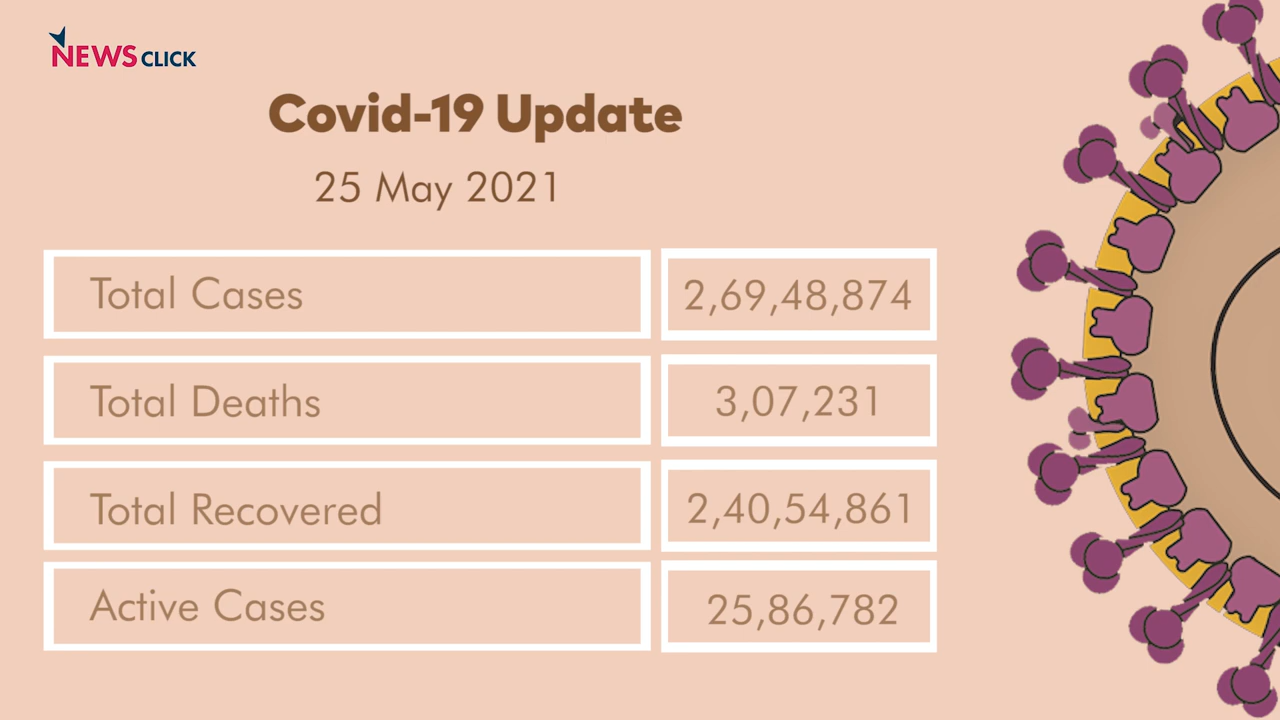 NEWSCLICK
Covid-19 Update
25 May 2021
Total Cases 2,69,48,874
Total Deaths 3,07,231
Total Recovered 2,40,54,861
Active Cases 25,86,782